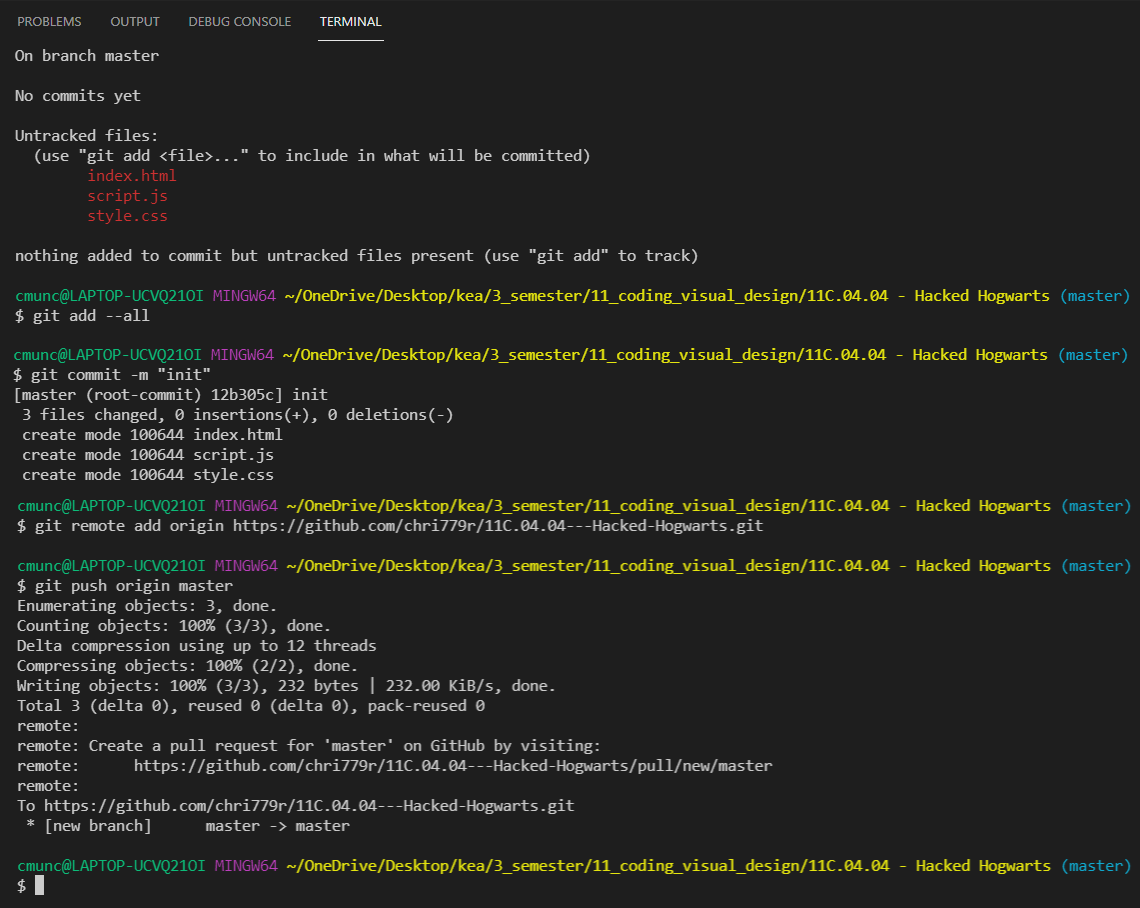 PROBLEMS OUTPUT DEBUG CONSOLE TERMINAL
On branch master
No commits yet
Untracked files:
(use "git add <file>..." to include in what will be committed)
index.html
script.js
style.css
nothing added to commit but untracked files present (use "git add" to track)
cmunc@LAPTOP-UCVQ21OI MINGW64 ~/OneDrive/Desktop/kea/3_semester/11_coding_visual_design/11C.04.04 - Hacked Hogwarts (master)
$ git add --all
cmunc@LAPTOP-UCVQ21OI MINGW64 ~/OneDrive/Desktop/kea/3_semester/11_coding_visual_design/11C.04.04 - Hacked Hogwarts (master)
$ git commit -m "init"
[master (root-commit) 12b305c] init
3 files changed, 0 insertions(+), 0 deletions(-)
create mode 100644 index.html
create mode 100644 script.js
create mode 100644 style.css
cmunc@LAPTOP-UCVQ21OI MINGW64 ~/OneDrive/Desktop/kea/3_semester/11_coding_visual_design/11C.04.04 - Hacked Hogwarts (master)
$ git remote add origin https://github.com/chri779r/11C.04.04---Hacked-Hogwarts.git
cmunc@LAPTOP-UCVQ21OI MINGW64 ~/OneDrive/Desktop/kea/3_semester/11_coding_visual_design/11C.04.04 - Hacked Hogwarts (master)
$ git push origin master
Enumerating objects: 3, done.
Counting objects: 100% (3/3), done.
Delta compression using up to 12 threads
Compressing objects: 100% (2/2), done.
Writing objects: 100% (3/3), 232 bytes | 232.00 KiB/s, done.
Total 3 (delta 0), reused 0 (delta 0), pack-reused 0
remote:
remote: Create a pull request for 'master' on GitHub by visiting:
remote: https://github.com/chri779r/11C.04.04---Hacked-Hogwarts/pull/new/master
remote:
To https://github.com/chri779r/11C.04.04---Hacked-Hogwarts.git
* [new branch] master -> master
cmunc@LAPTOP-UCVQ21OI MINGW64 ~/OneDrive/Desktop/kea/3_semester/11_coding_visual_design/11C.04.04 - Hacked Hogwarts (master)
$